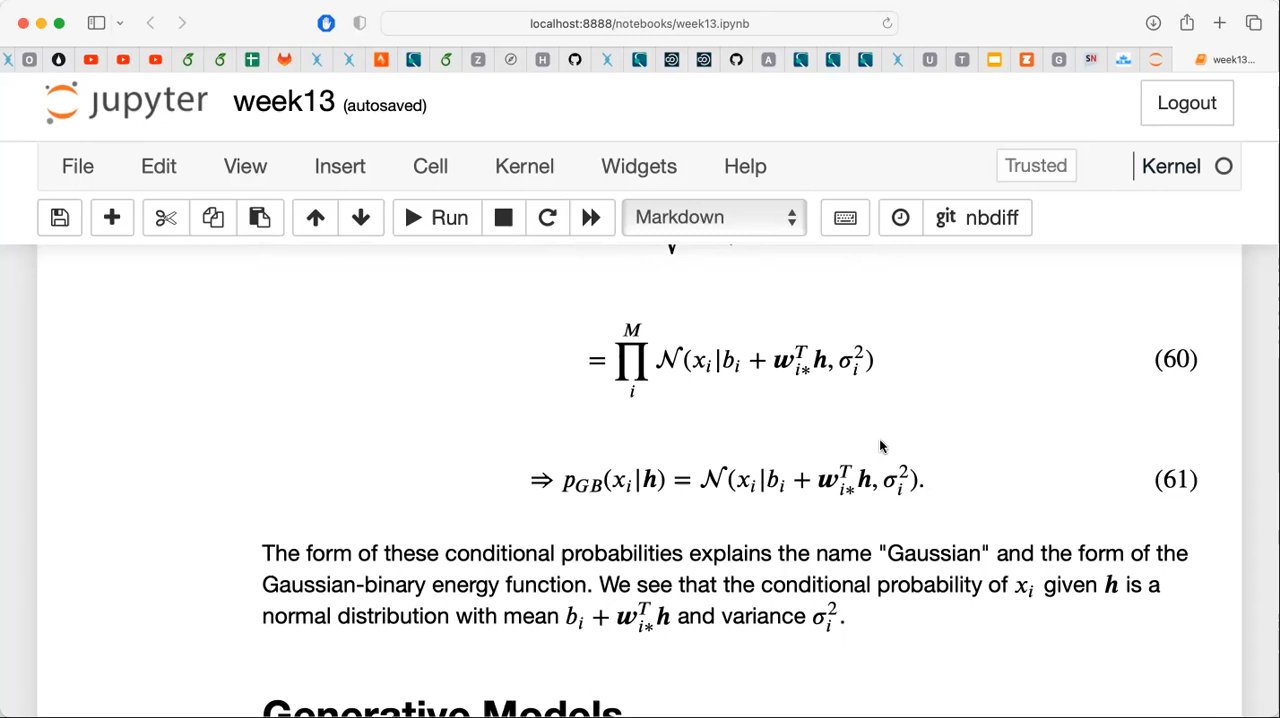 localhost:8888/notebooks/week13.ipynb
week13...
jupyter week13 (autosaved)
Logout
File Edit View Insert Cell Kernel Widgets Help
Trusted
Kernel
Run
Markdown
git nbdiff
= ∏_i^M 𝒩(x_i|b_i + w_{i*}^T h, σ_i^2) (60)
⇒ p_{GB}(x_i|h) = 𝒩(x_i|b_i + w_{i*}^T h, σ_i^2). (61)
The form of these conditional probabilities explains the name "Gaussian" and the form of the
Gaussian-binary energy function. We see that the conditional probability of x_i given h is a
normal distribution with mean b_i + w_{i*}^T h and variance σ_i^2.
Generative Models